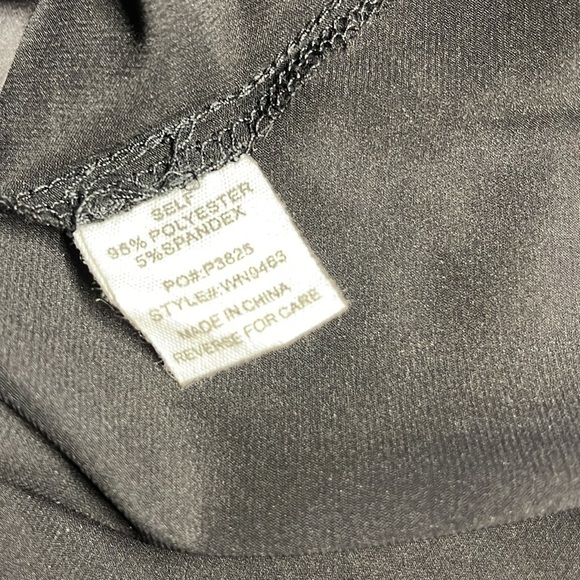 SELF
95% POLYESTER
5%SPANDEX
PO#:P3825
STYLE#:WN9463
MADE IN CHINA
REVERSE FOR CARE